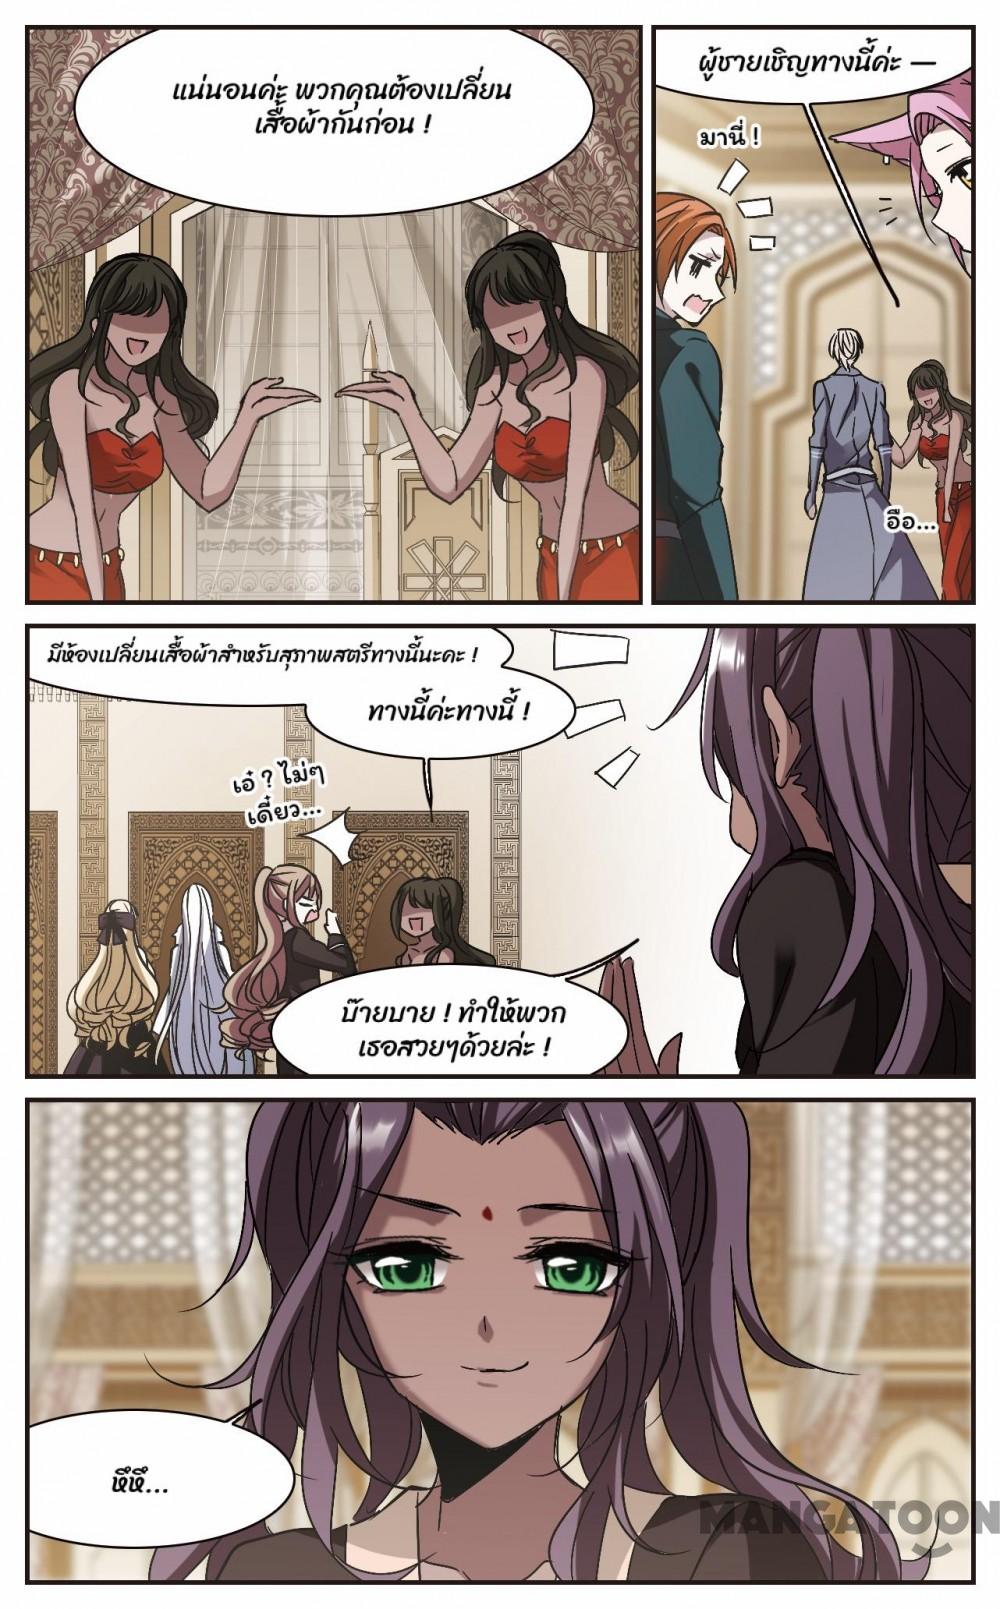 แน่นอนค่ะ พวกคุณต้องเปลี่ยน
เสื้อผ้ากันก่อน !
ผู้ชายเชิญทางนี้ค่ะ —
มานี่ !
อือ...
มีห้องเปลี่ยนเสื้อผ้าสำหรับสุภาพสตรีทางนี้นะคะ !
ทางนี้ค่ะทางนี้ !
เอ๋ ? ไม่ๆ
เดี๋ยว...
บ๊ายบาย ! ทำให้พวก
เธอสวยๆด้วยล่ะ !
หึหึ...
MANGATOON